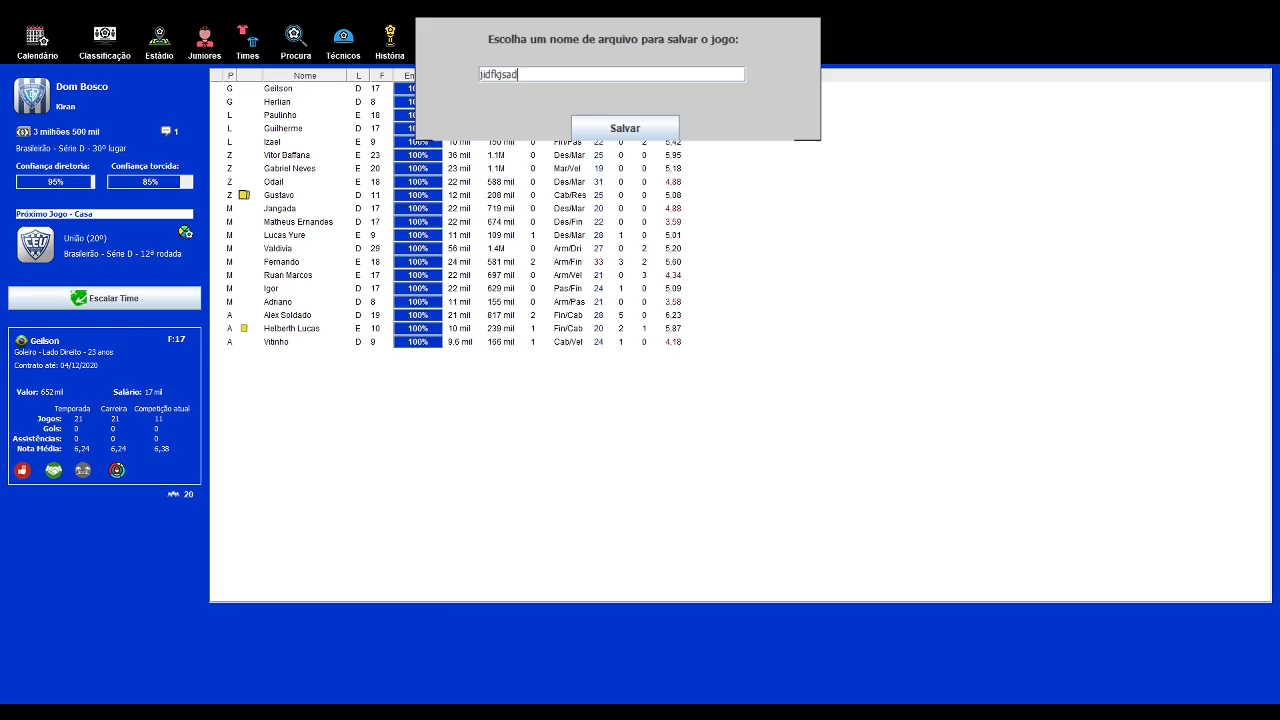 Calendário Classificação Estádio Juniores Times Procura Técnicos História
Escolha um nome de arquivo para salvar o jogo:
jidfkjsad
Salvar
Dom Bosco
Kiran
3 milhões 500 mil 1
Brasileirão - Série D - 30º lugar
Confiança diretoria: Confiança torcida:
95% 85%
Próximo Jogo - Casa
CEU
União (20º)
Brasileirão - Série D - 12ª rodada
Escalar Time
Geilson F:17
Goleiro - Lado Direito - 23 anos
Contrato até: 04/12/2020
Valor: 652 mil Salário: 17 mil
Temporada Carreira Competição atual
Jogos: 21 21 11
Gols: 0 0 0
Assistências: 0 0 0
Nota Média: 6,24 6,24 6,38
20
P Nome L F En
G Geilson D 17 10
G Herlian D 8 10
L Paulinho E 18 10
L Guilherme D 17 10
L Izael E 9 100% 10 mil 150 mil 0 Fin/Pas 22 0 2 5,42
Z Vitor Baffana E 23 100% 36 mil 1.1M 0 Des/Mar 25 0 0 5,95
Z Gabriel Neves E 20 100% 23 mil 1.1M 0 Mar/Vel 19 0 0 5,18
Z Odail E 18 100% 22 mil 588 mil 0 Des/Mar 31 0 0 4,88
Z Gustavo D 11 100% 12 mil 208 mil 0 Cab/Res 25 0 0 5,08
M Jangada D 17 100% 22 mil 719 mil 0 Des/Mar 20 0 0 4,88
M Matheus Ernandes D 17 100% 22 mil 674 mil 0 Des/Fin 22 0 0 3,59
M Lucas Yure E 9 100% 11 mil 109 mil 1 Des/Mar 28 1 0 5,01
M Valdivia D 29 100% 56 mil 1.4M 0 Arm/Dri 27 0 2 5,20
M Fernando E 18 100% 24 mil 581 mil 2 Arm/Fin 33 3 2 5,60
M Ruan Marcos E 17 100% 22 mil 697 mil 0 Arm/Vel 21 0 3 4,34
M Igor D 17 100% 22 mil 629 mil 0 Pas/Fin 24 1 0 5,09
M Adriano D 8 100% 11 mil 155 mil 0 Arm/Pas 21 0 0 3,58
A Alex Soldado D 19 100% 21 mil 817 mil 2 Fin/Cab 28 5 0 6,23
A Helberth Lucas E 10 100% 10 mil 239 mil 1 Fin/Cab 20 2 1 5,87
A Vitinho D 9 100% 9.6 mil 166 mil 1 Cab/Vel 24 1 0 4,18